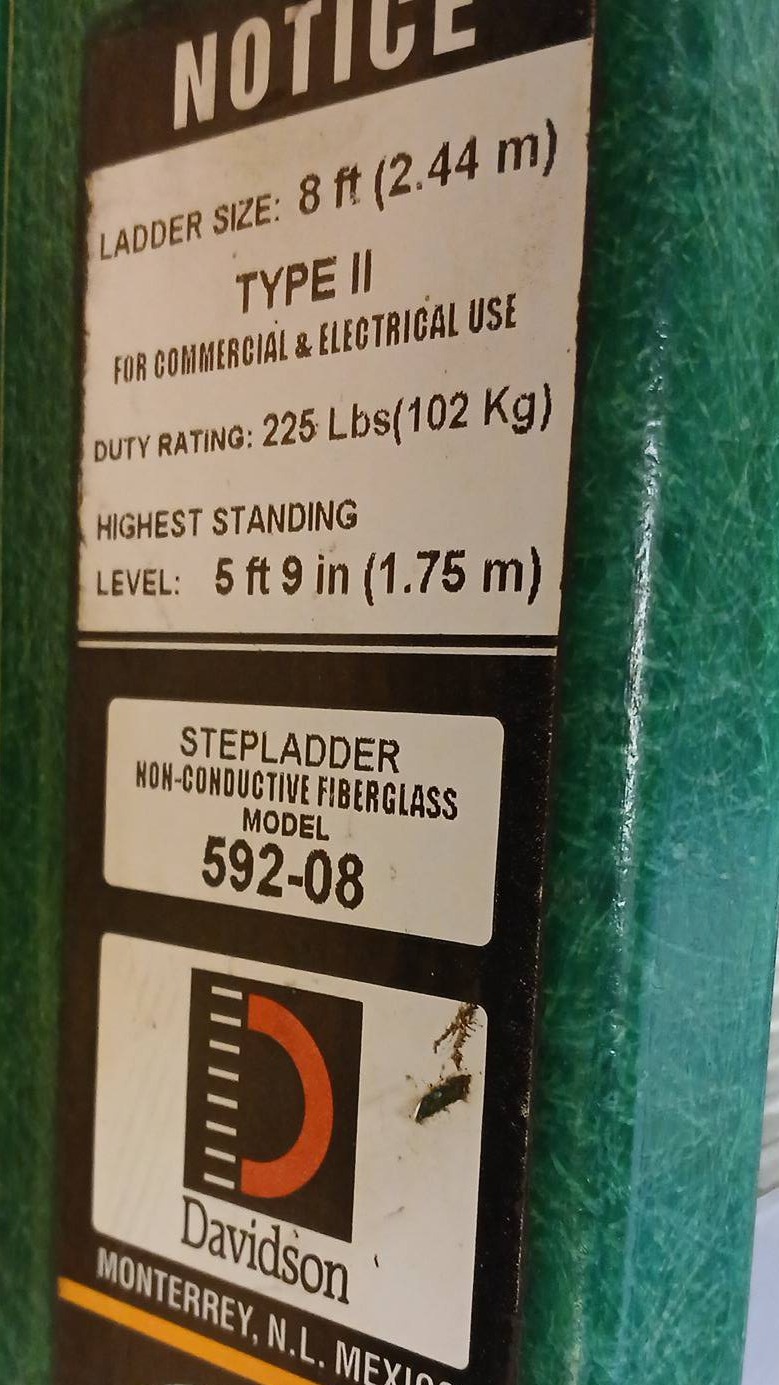 NOTICE
LADDER SIZE: 8 ft (2.44 m)
TYPE II
FOR COMMERCIAL & ELECTRICAL USE
DUTY RATING: 225 Lbs(102 Kg)
HIGHEST STANDING
LEVEL: 5 ft 9 in (1.75 m)
STEPLADDER
NON-CONDUCTIVE FIBERGLASS
MODEL
592-08
Davidson
MONTERREY, N.L. MEXICO